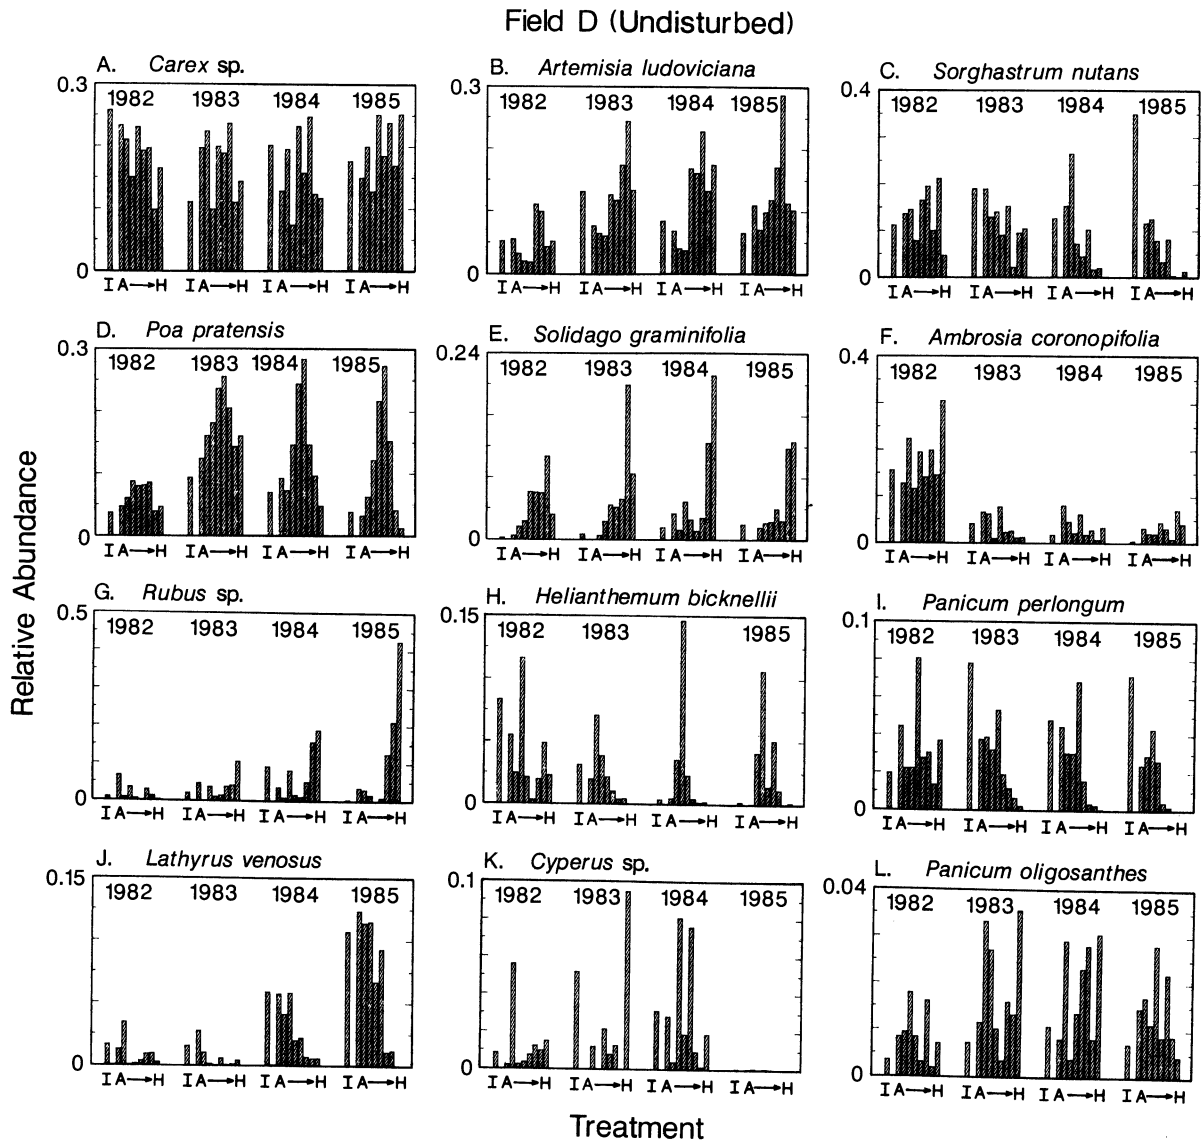 Field D (Undisturbed)
A. Carex sp.
B. Artemisia ludoviciana
C. Sorghastrum nutans
0.3
1982 1983 1984 1985
0
I A→H I A→H I A→H I A→H
0.3
1982 1983 1984 1985
0
I A→H I A→H I A→H I A→H
0.4
1982 1983 1984 1985
0
I A→H I A→H I A→H I A→H
D. Poa pratensis
E. Solidago graminifolia
F. Ambrosia coronopifolia
0.3
1982 1983 1984 1985
0
I A→H I A→H I A→H I A→H
0.24
1982 1983 1984 1985
0
I A→H I A→H I A→H I A→H
0.4
1982 1983 1984 1985
0
I A→H I A→H I A→H I A→H
Relative Abundance
G. Rubus sp.
H. Helianthemum bicknellii
I. Panicum perlongum
0.5
1982 1983 1984 1985
0
I A→H I A→H I A→H I A→H
0.15
1982 1983 1985
0
I A→H I A→H I A→H I A→H
0.1
1982 1983 1984 1985
0
I A→H I A→H I A→H I A→H
J. Lathyrus venosus
K. Cyperus sp.
L. Panicum oligosanthes
0.15
1982 1983 1984 1985
0
I A→H I A→H I A→H I A→H
0.1
1982 1983 1984 1985
0
I A→H I A→H I A→H I A→H
0.04
1982 1983 1984 1985
0
I A→H I A→H I A→H I A→H
Treatment